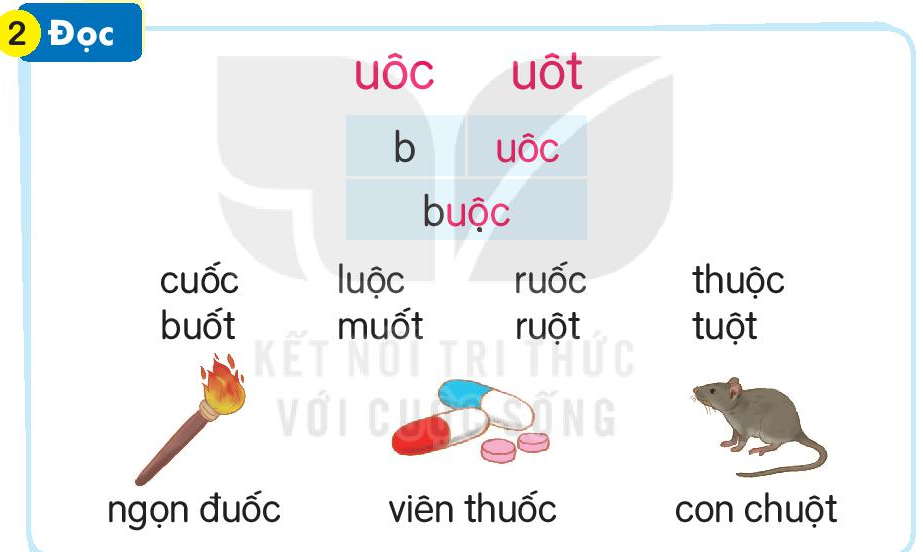 2 Đọc
uôc uôt
b uôc
buộc
cuốc luộc ruốc thuộc
buốt muốt ruột tuột
KẾT NỐI TRI THỨC
VỚI CUỘC SỐNG
ngọn đuốc viên thuốc con chuột